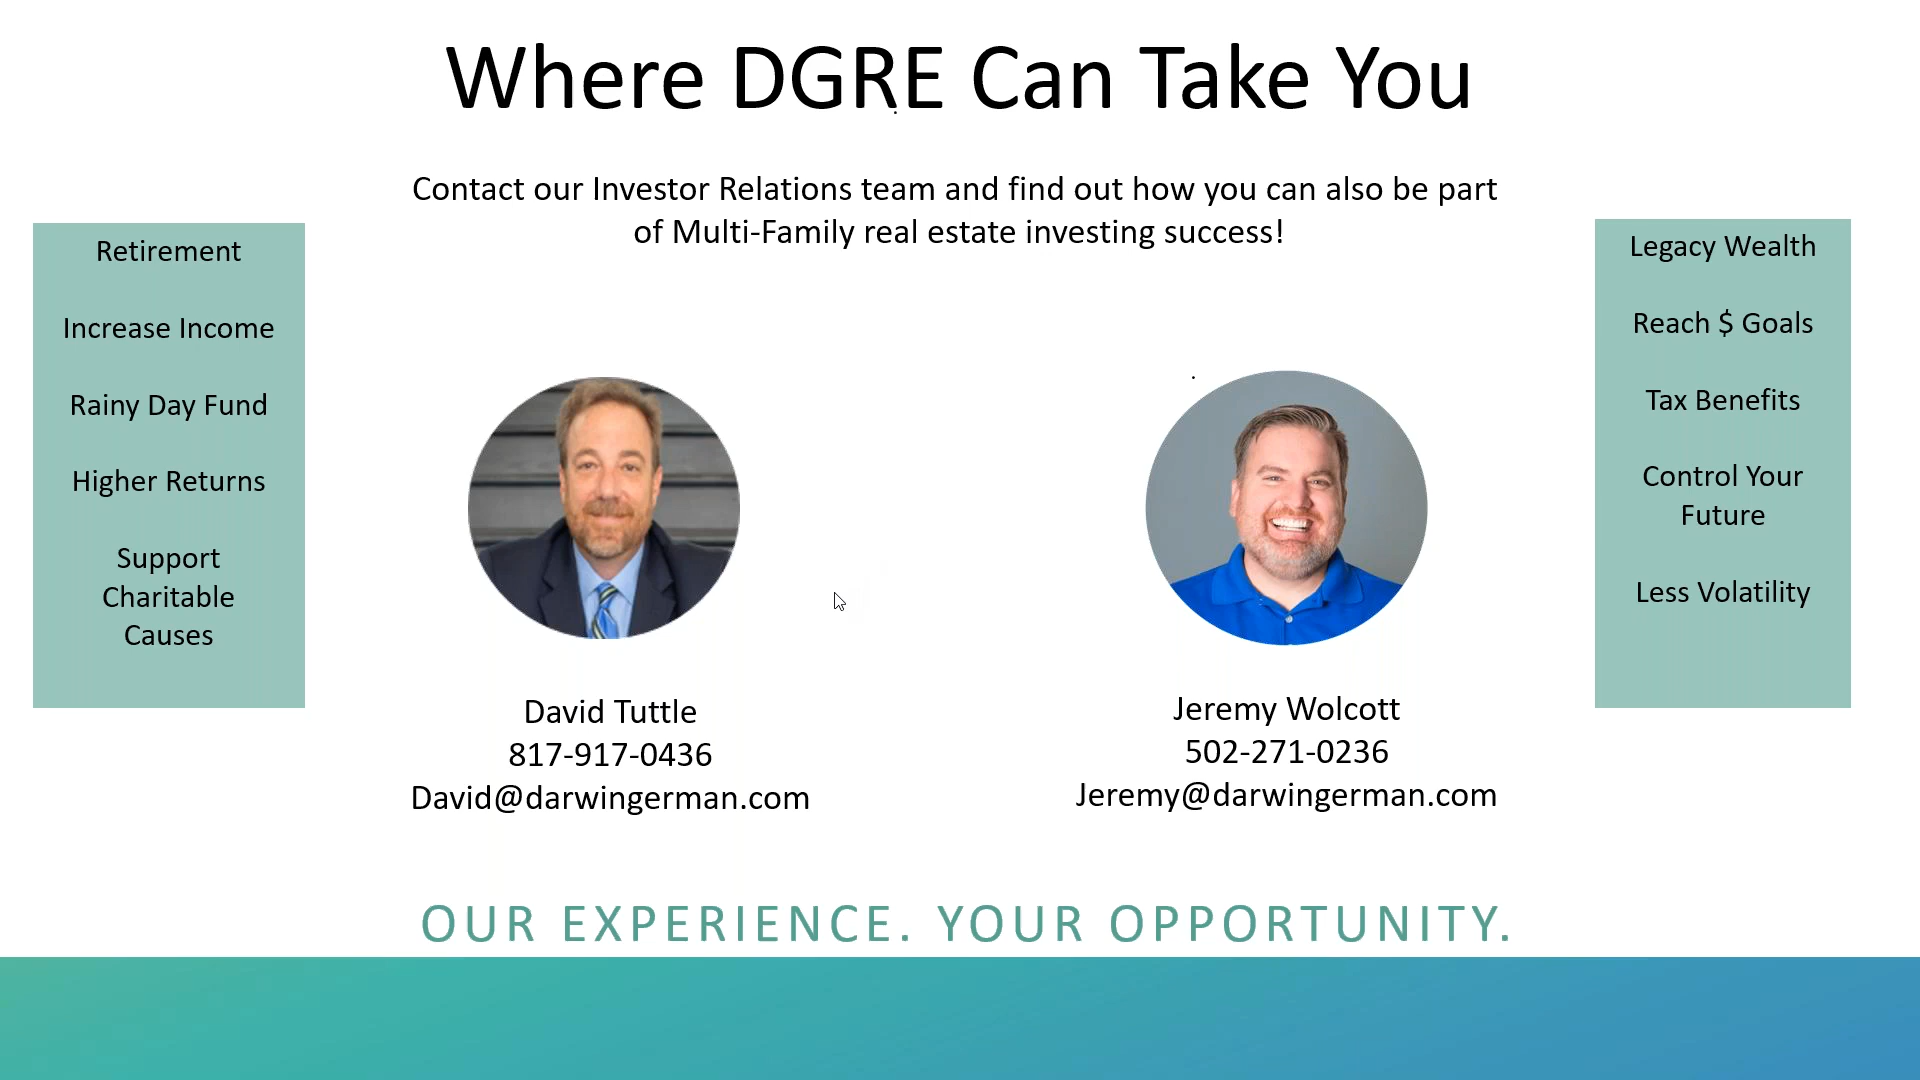 Where DGRE Can Take You
Contact our Investor Relations team and find out how you can also be part
of Multi-Family real estate investing success!
Retirement
Increase Income
Rainy Day Fund
Higher Returns
Support
Charitable
Causes
David Tuttle
817-917-0436
David@darwingerman.com
Jeremy Wolcott
502-271-0236
Jeremy@darwingerman.com
Legacy Wealth
Reach $ Goals
Tax Benefits
Control Your
Future
Less Volatility
OUR EXPERIENCE. YOUR OPPORTUNITY.